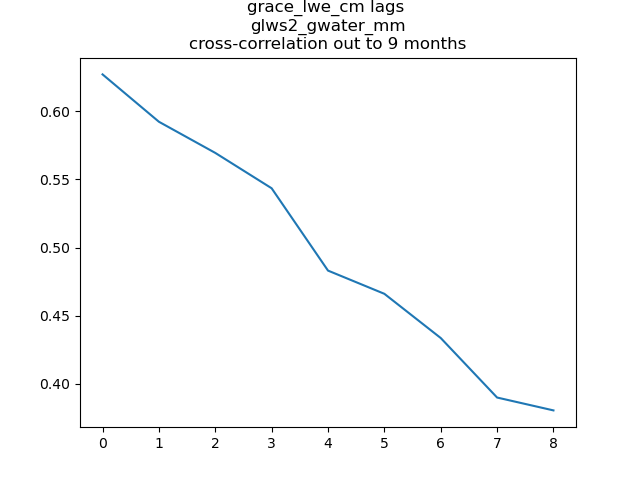 grace_lwe_cm lags
glws2_gwater_mm
cross-correlation out to 9 months
0.60
0.55
0.50
0.45
0.40
0 1 2 3 4 5 6 7 8